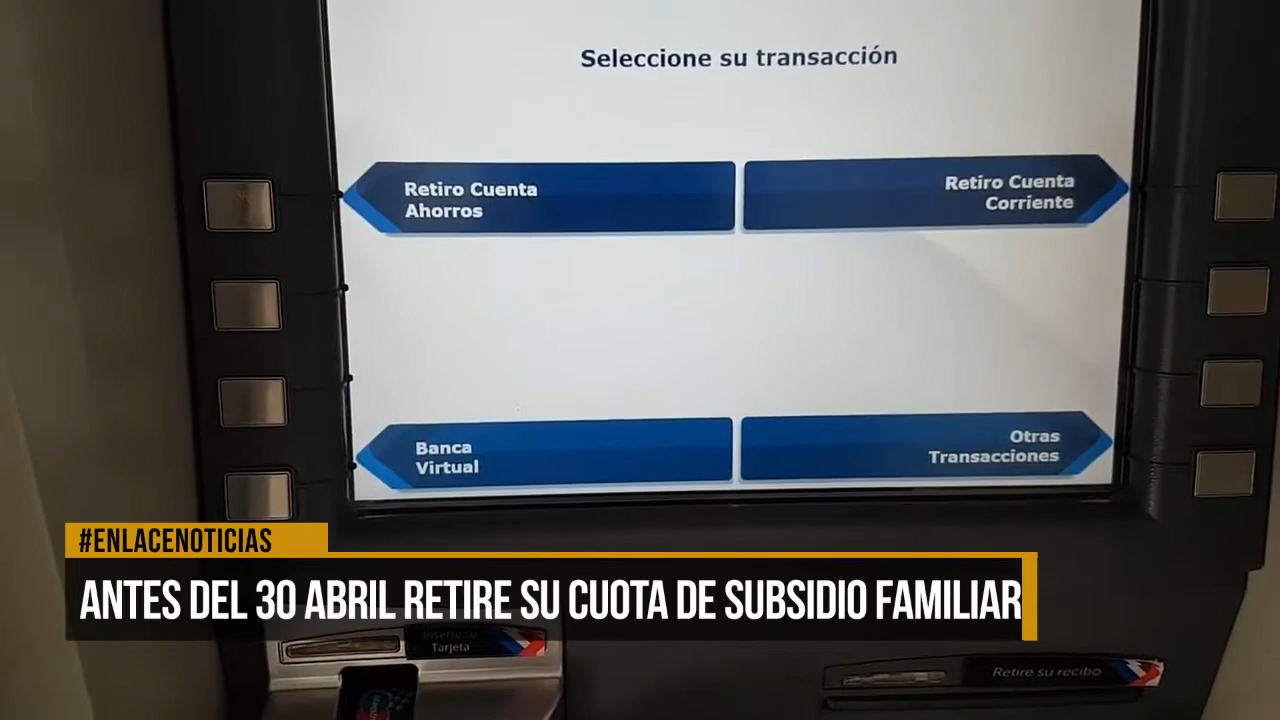 Seleccione su transacción
Retiro Cuenta
Ahorros
Retiro Cuenta
Corriente
Banca
Virtual
Otras
Transacciones
#ENLACENOTICIAS
ANTES DEL 30 ABRIL RETIRE SU CUOTA DE SUBSIDIO FAMILIAR
Inserte su
Tarjeta
Retire su recibo